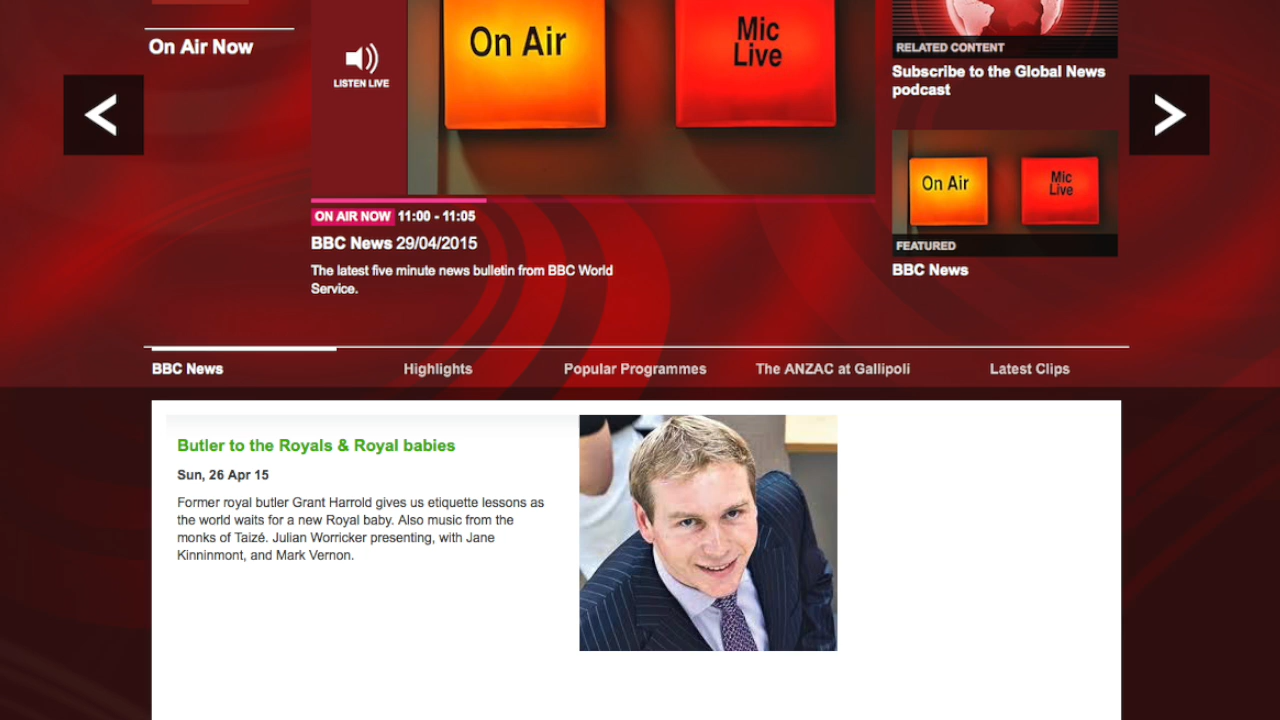 On Air Now
LISTEN LIVE
On Air
Mic
Live
ON AIR NOW 11:00 - 11:05
BBC News 29/04/2015
The latest five minute news bulletin from BBC World
Service.
RELATED CONTENT
Subscribe to the Global News
podcast
On Air
Mic
Live
FEATURED
BBC News
BBC News
Highlights
Popular Programmes
The ANZAC at Gallipoli
Latest Clips
Butler to the Royals & Royal babies
Sun, 26 Apr 15
Former royal butler Grant Harrold gives us etiquette lessons as
the world waits for a new Royal baby. Also music from the
monks of Taizé. Julian Worricker presenting, with Jane
Kinninmont, and Mark Vernon.